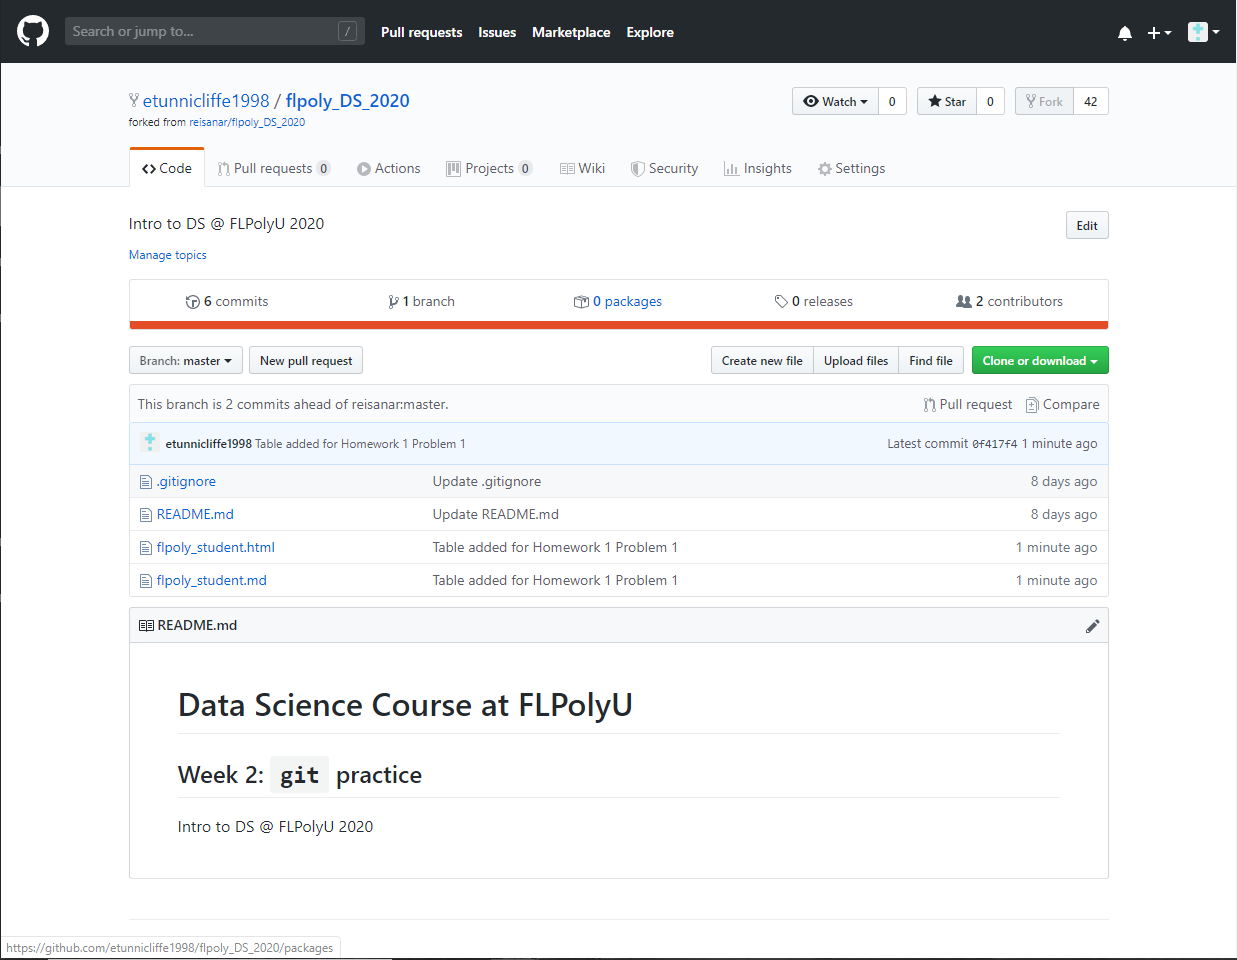 Search or jump to... /
Pull requests Issues Marketplace Explore
etunnicliffe1998 / flpoly_DS_2020
forked from reisanar/flpoly_DS_2020
Watch 0 Star 0 Fork 42
Code Pull requests 0 Actions Projects 0 Wiki Security Insights Settings
Intro to DS @ FLPolyU 2020
Edit
Manage topics
6 commits 1 branch 0 packages 0 releases 2 contributors
Branch: master New pull request Create new file Upload files Find file Clone or download
This branch is 2 commits ahead of reisanar:master. Pull request Compare
etunnicliffe1998 Table added for Homework 1 Problem 1 Latest commit 0f417f4 1 minute ago
.gitignore Update .gitignore 8 days ago
README.md Update README.md 8 days ago
flpoly_student.html Table added for Homework 1 Problem 1 1 minute ago
flpoly_student.md Table added for Homework 1 Problem 1 1 minute ago
README.md
Data Science Course at FLPolyU
Week 2: git practice
Intro to DS @ FLPolyU 2020
https://github.com/etunnicliffe1998/flpoly_DS_2020/packages